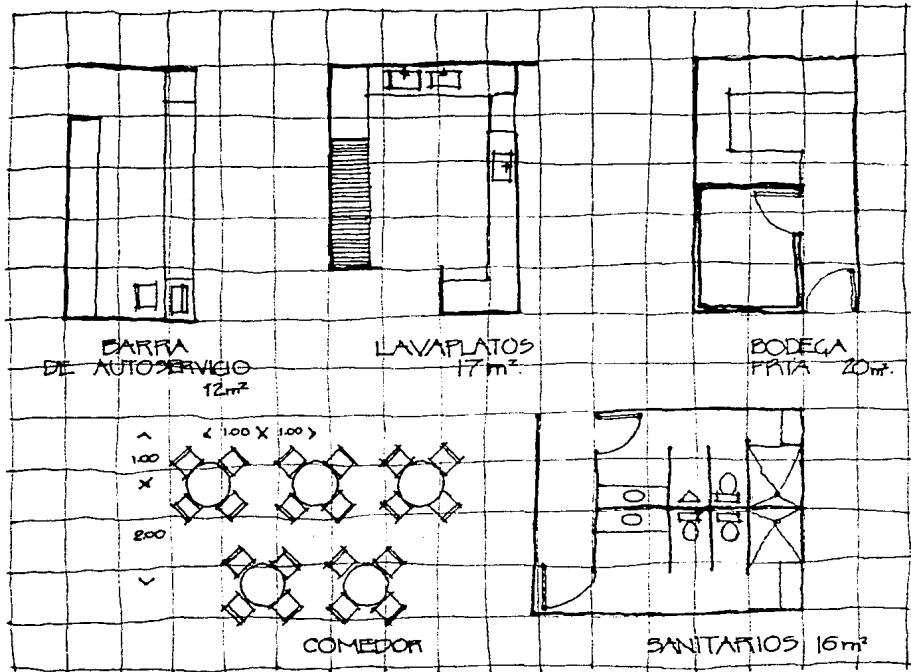 BARRA
DE AUTOSERVICIO
12m²
LAVAPLATOS
17m².
BODEGA
FRIA 20m².
< 1.00 X 1.00 >
1.00
X
2.00
COMEDOR
SANITARIOS 16m²